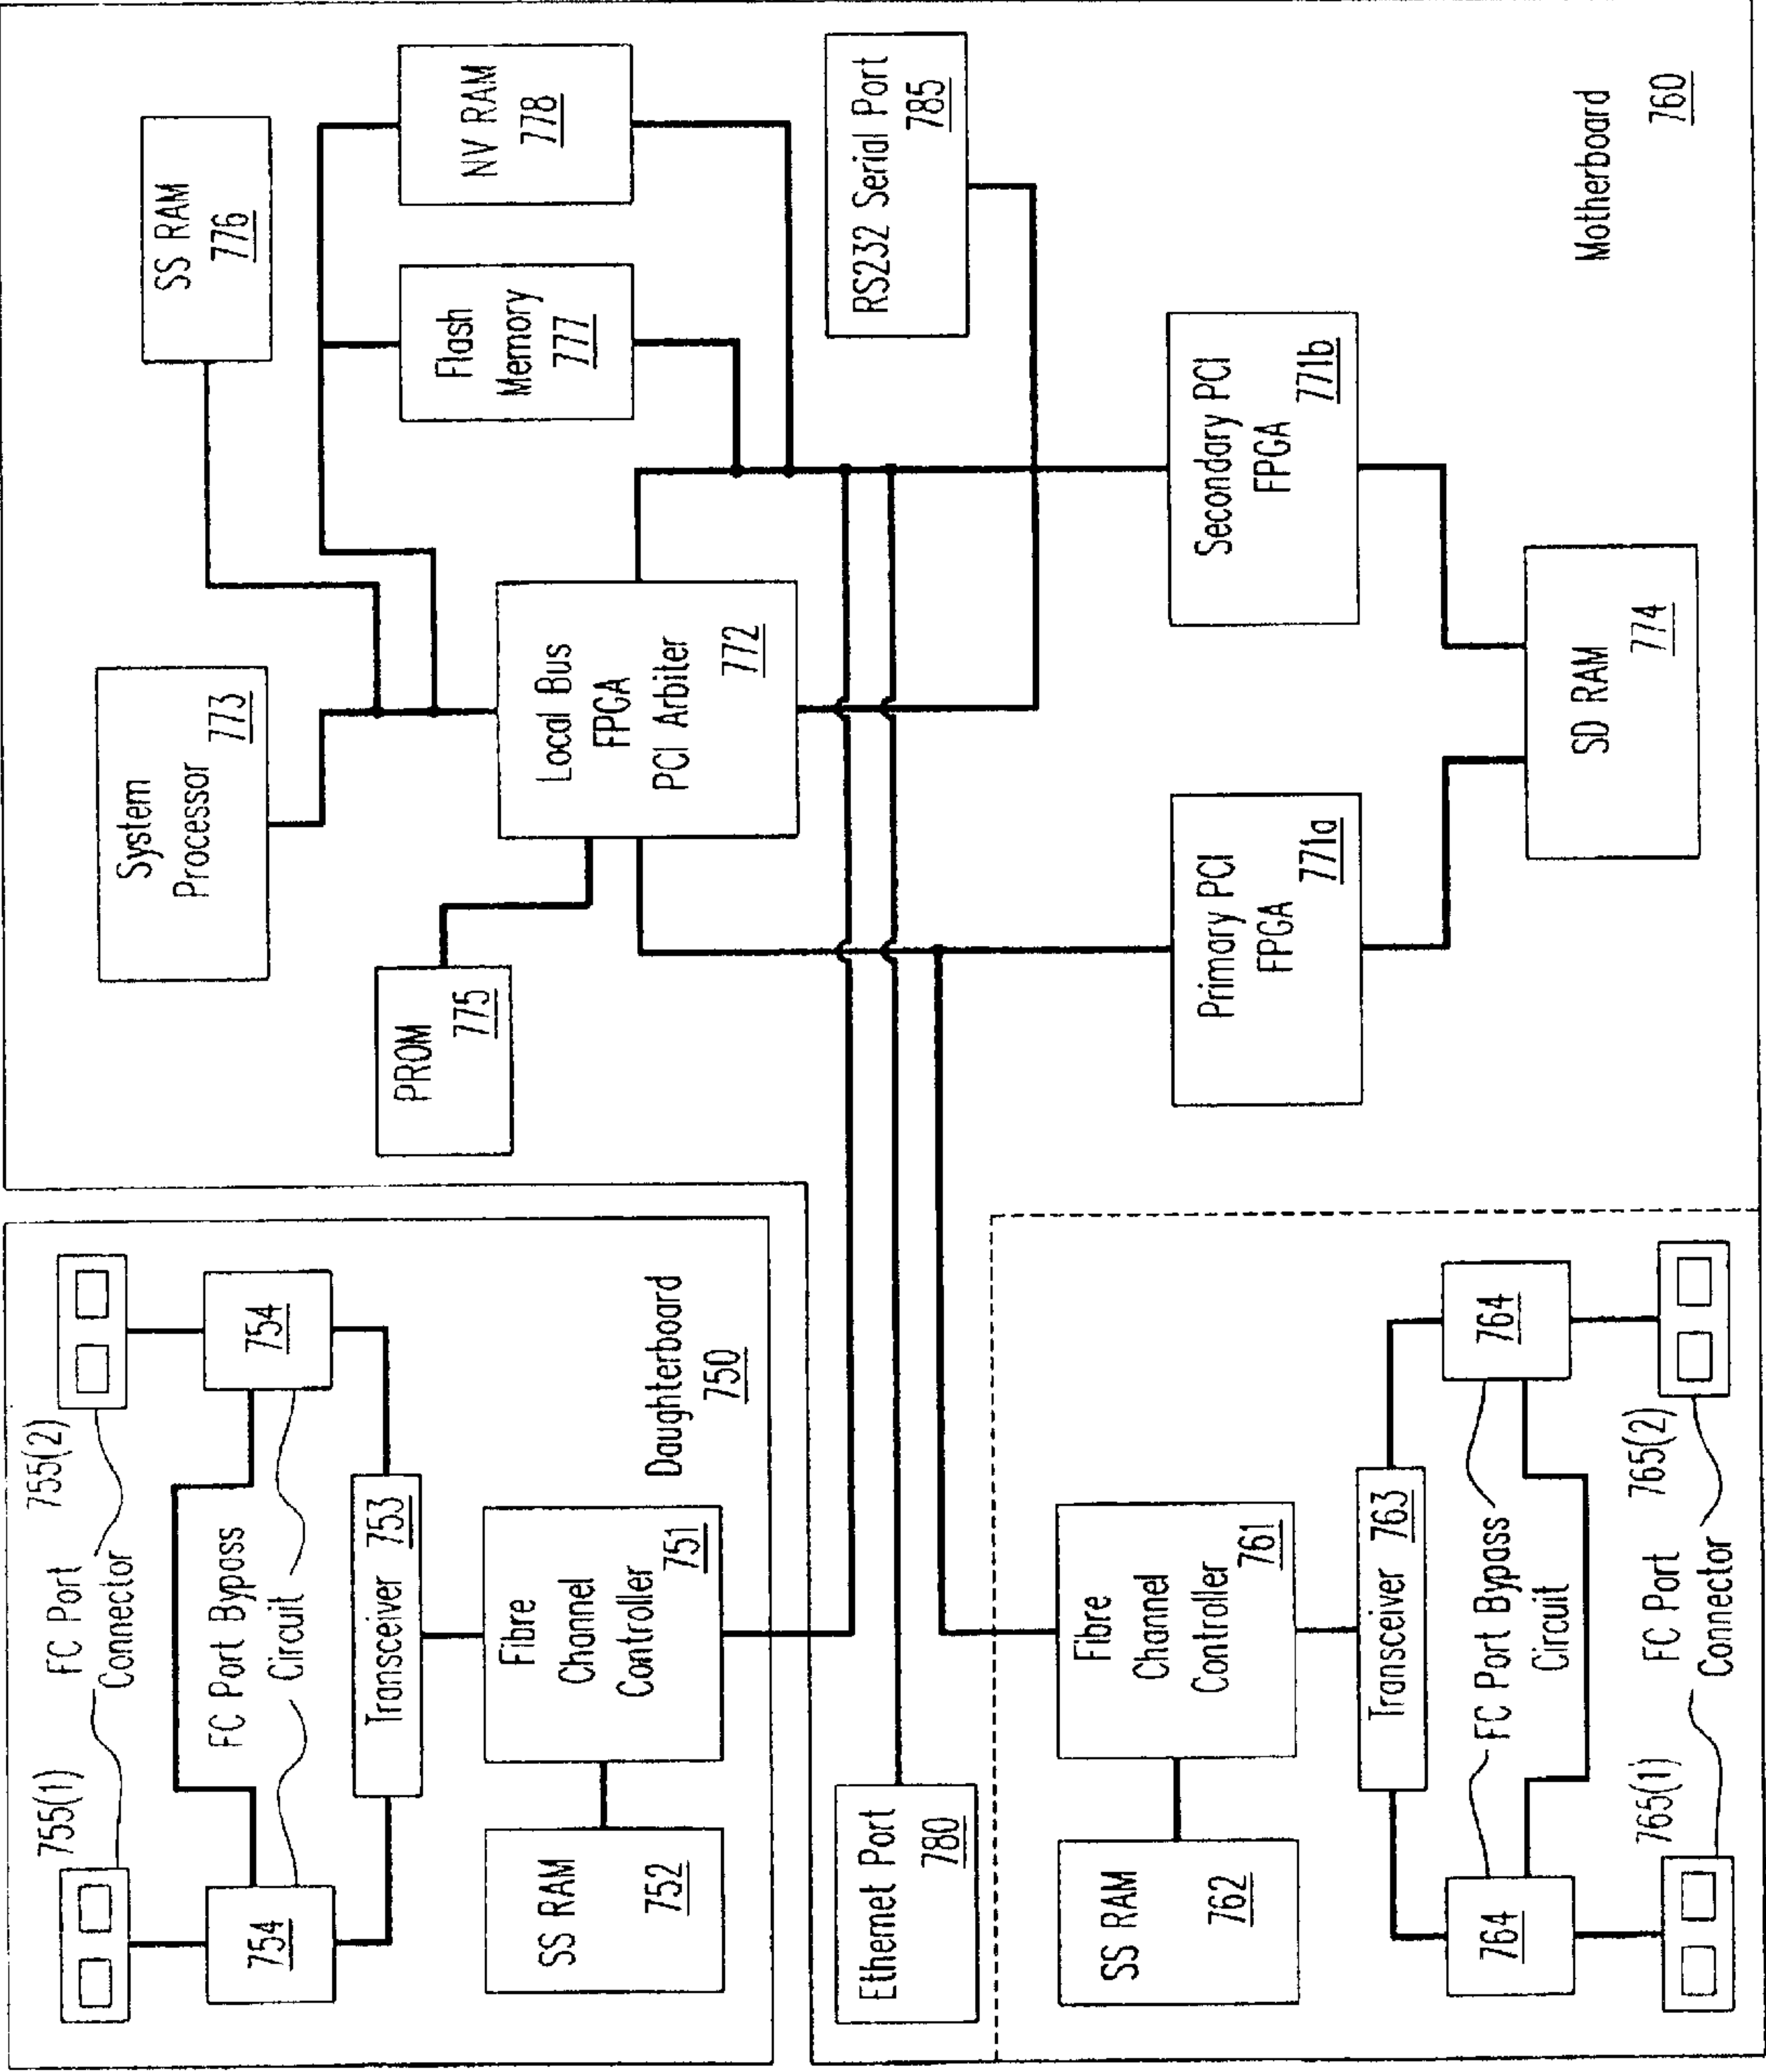 755(1)
FC Port
Connector
755(2)
754
FC Port Bypass
Circuit
754
Transceiver 753
SS RAM
752
Fibre
Channel
Controller
751
Daughterboard
750
Ethernet Port
780
SS RAM
762
Fibre
Channel
Controller
761
Transceiver 763
764
FC Port Bypass
Circuit
764
765(1)
FC Port
Connector
765(2)
PROM
775
System
Processor
773
SS RAM
776
Local Bus
FPGA
PCI Arbiter
772
Flash
Memory
777
NV RAM
778
RS232 Serial Port
785
Primary PCI
FPGA
771a
Secondary PCI
FPGA
771b
SD RAM
774
Motherboard
760